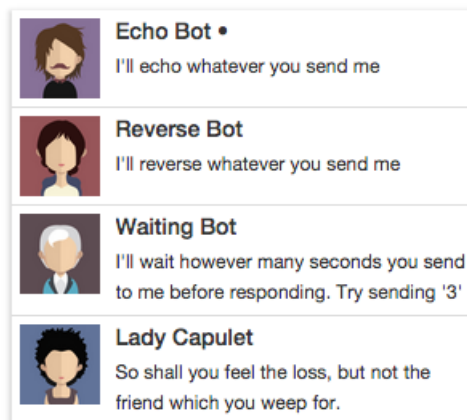 Echo Bot •
I'll echo whatever you send me
Reverse Bot
I'll reverse whatever you send me
Waiting Bot
I'll wait however many seconds you send
to me before responding. Try sending '3'
Lady Capulet
So shall you feel the loss, but not the
friend which you weep for.